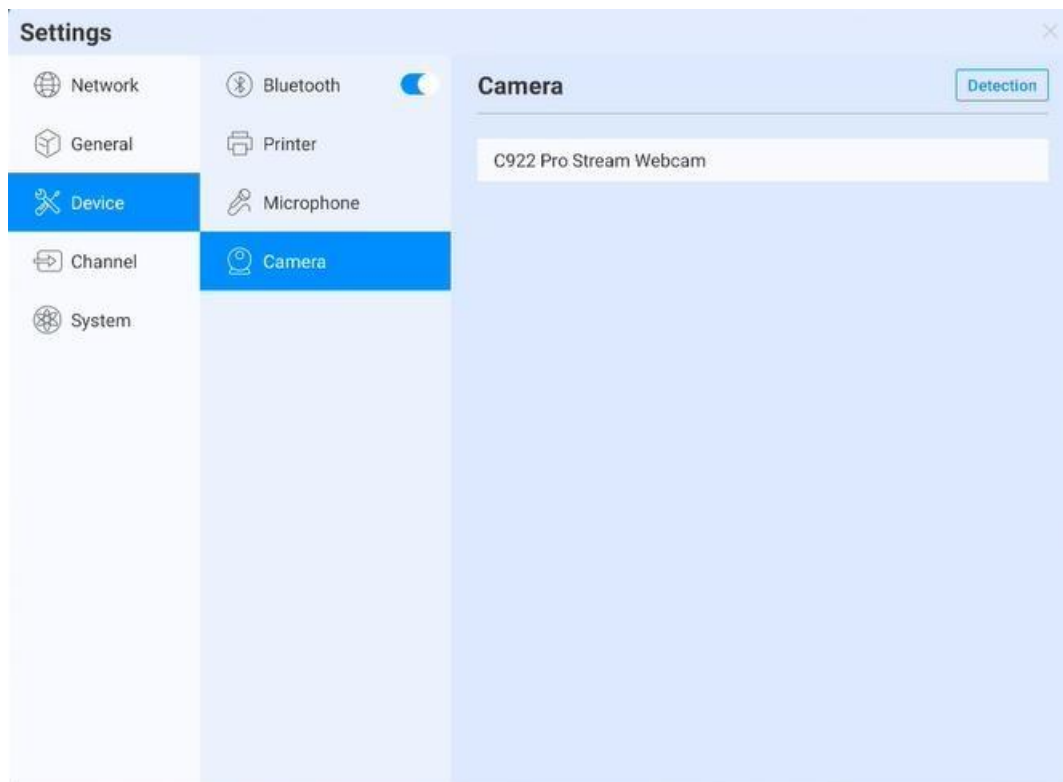 Settings
Network
General
Device
Channel
System
Bluetooth
Printer
Microphone
Camera
Camera
Detection
C922 Pro Stream Webcam